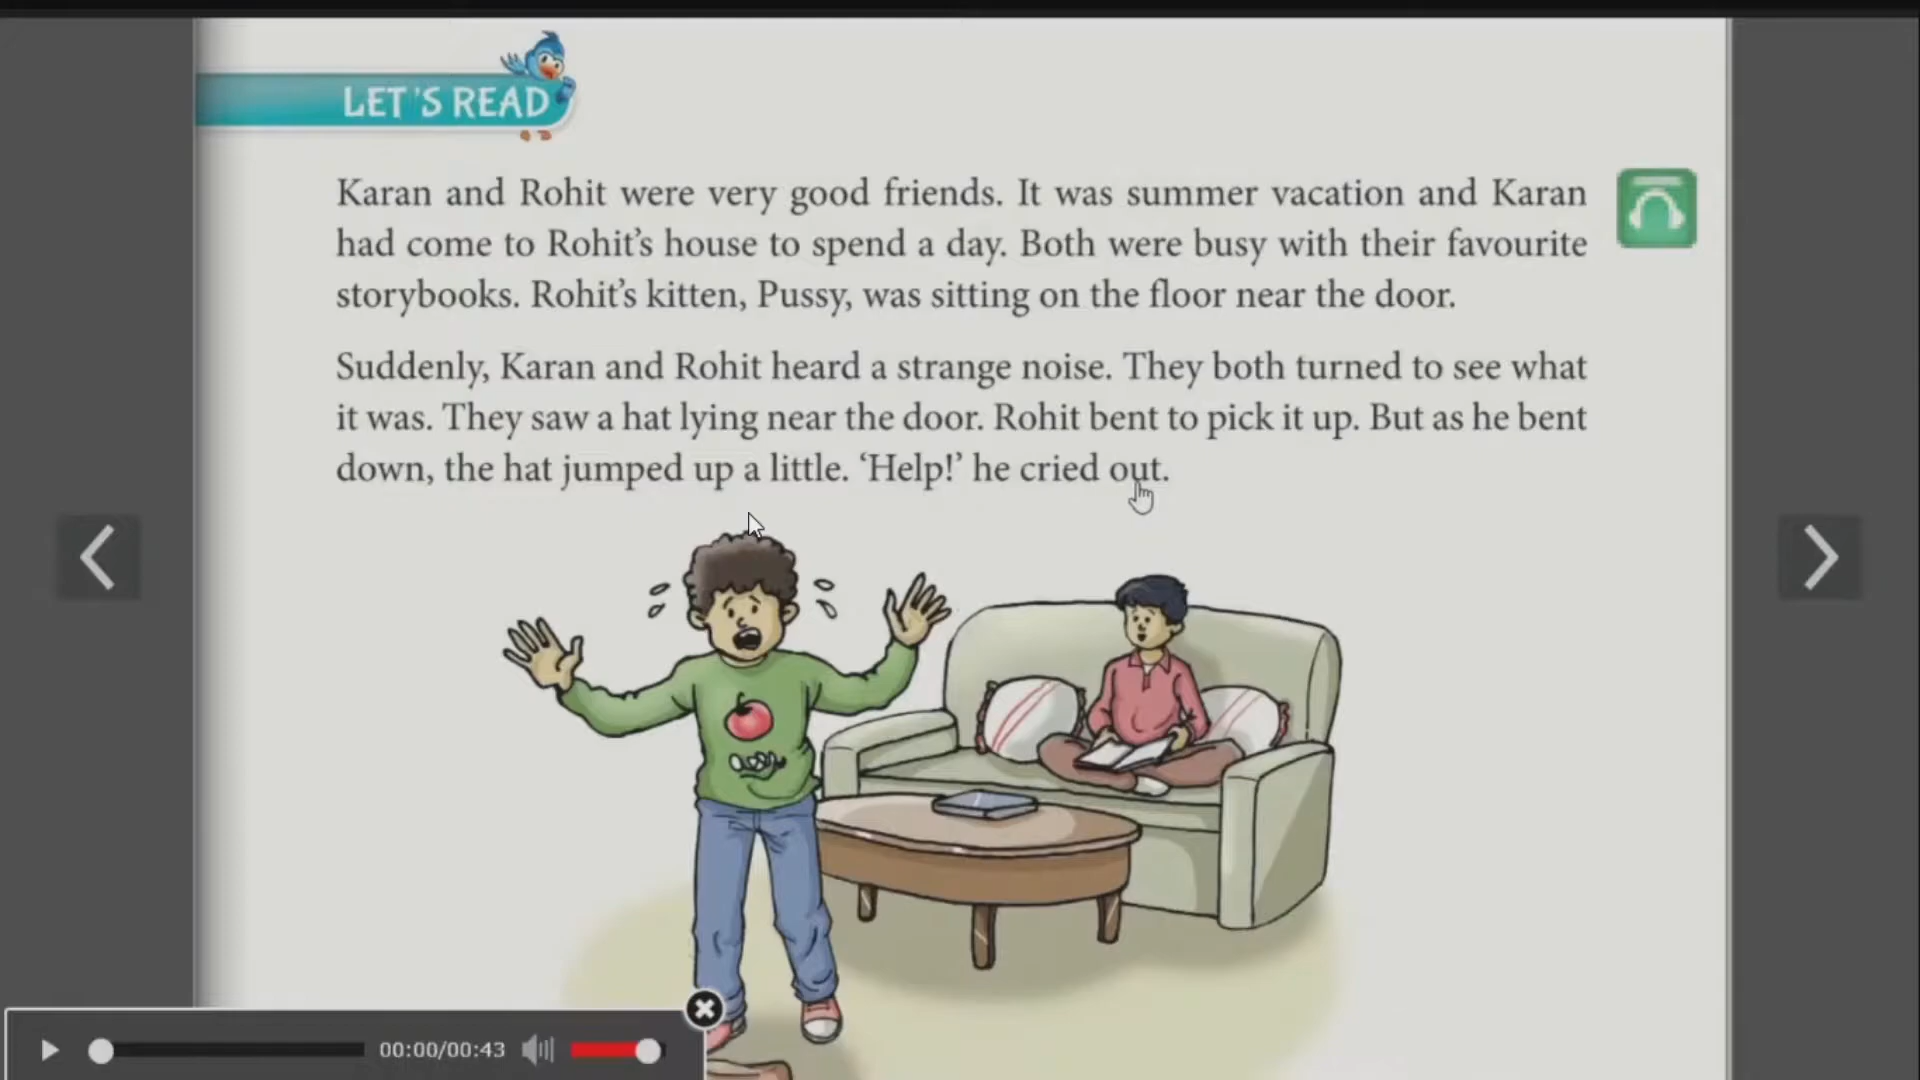 LET'S READ
Karan and Rohit were very good friends. It was summer vacation and Karan
had come to Rohit's house to spend a day. Both were busy with their favourite
storybooks. Rohit's kitten, Pussy, was sitting on the floor near the door.
Suddenly, Karan and Rohit heard a strange noise. They both turned to see what
it was. They saw a hat lying near the door. Rohit bent to pick it up. But as he bent
down, the hat jumped up a little. ‘Help!’ he cried out.
00:00/00:43